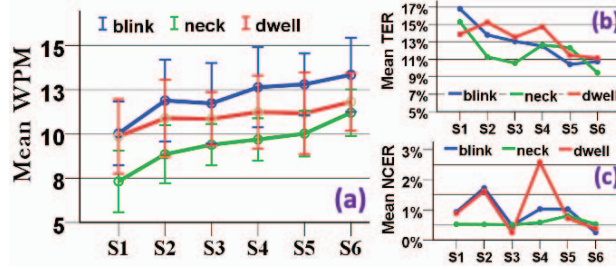 blink neck dwell
Mean WPM
15
13
10
8
5
S1 S2 S3 S4 S5 S6
(a)
Mean TER
17%
15%
13%
11%
9%
7%
5%
blink neck dwell
S1 S2 S3 S4 S5 S6
(b)
Mean NCER
blink neck dwell
3%
2%
1%
0%
S1 S2 S3 S4 S5 S6
(c)